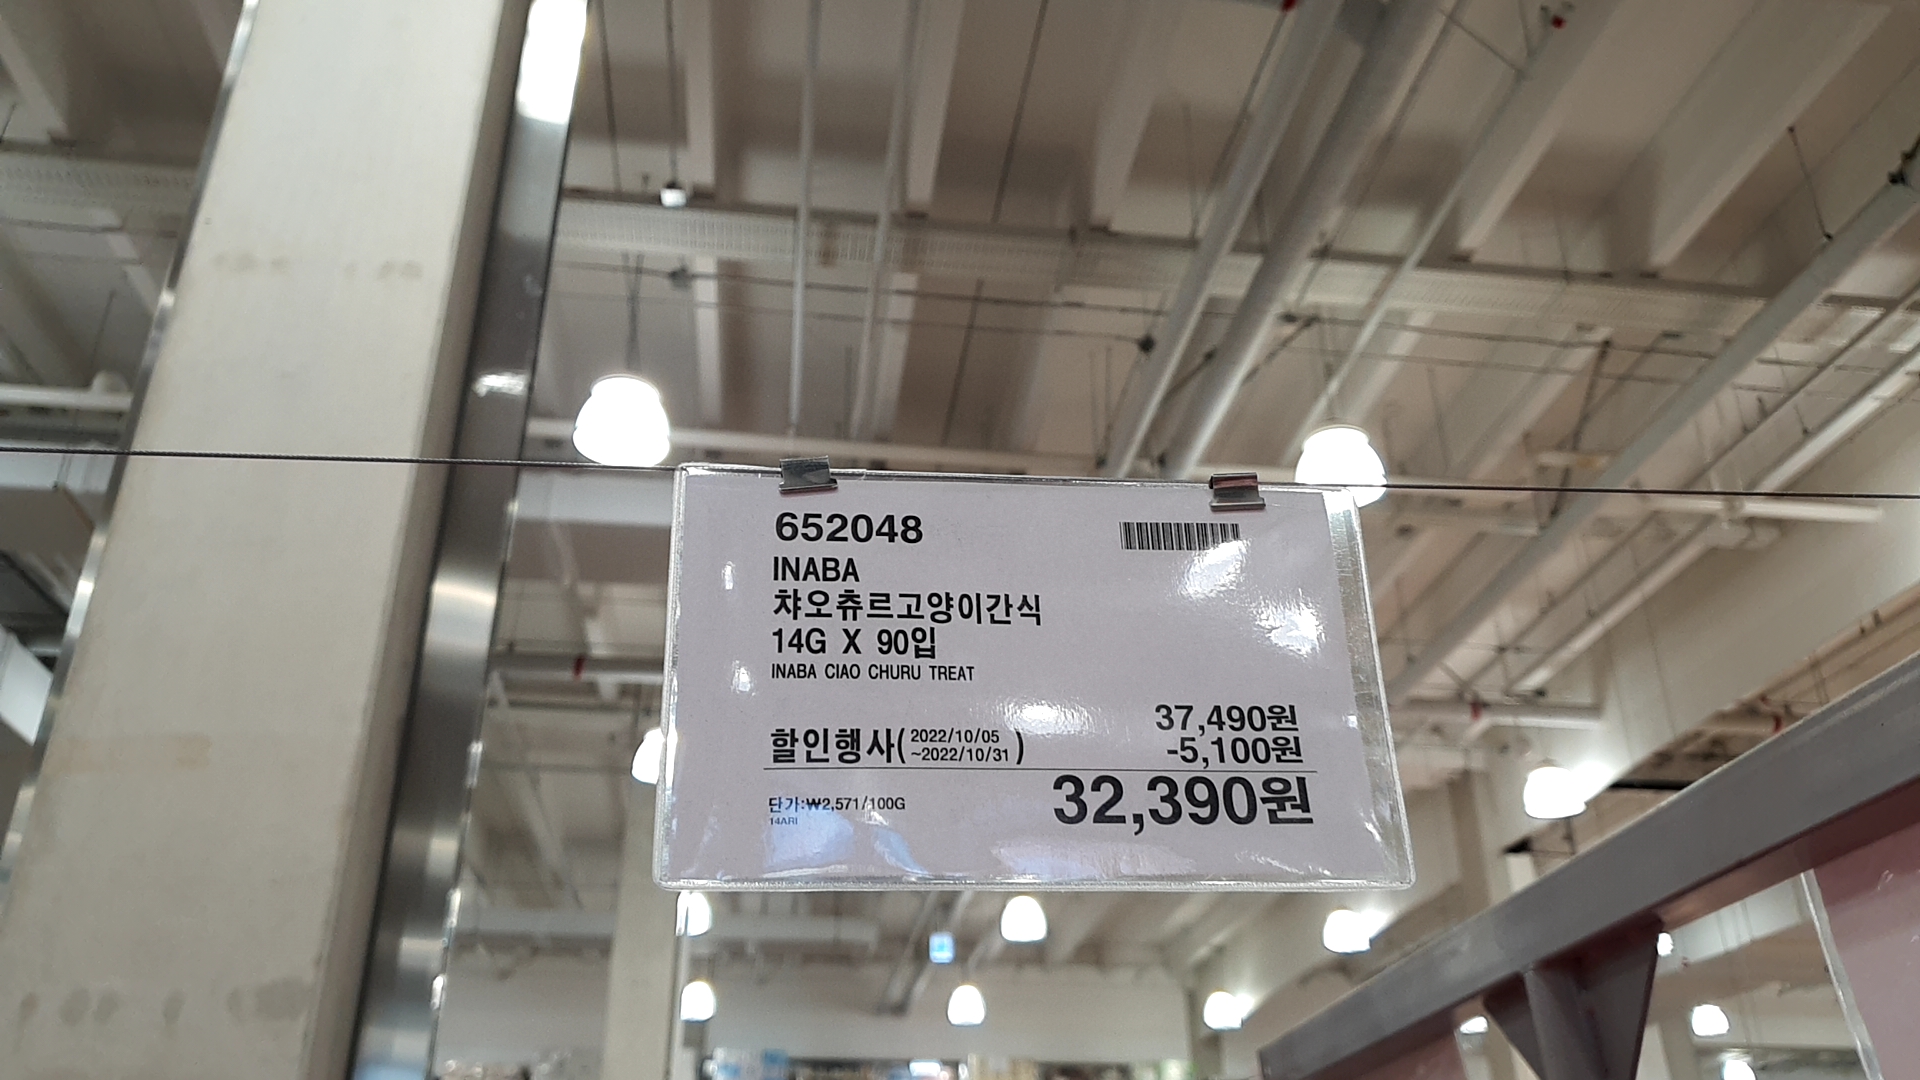 652048
INABA
챠오츄르고양이간식
14G X 90입
INABA CIAO CHURU TREAT
37,490원
할인행사(2022/10/05 ~2022/10/31) -5,100원
32,390원
단가:₩2,571/100G
14ARI